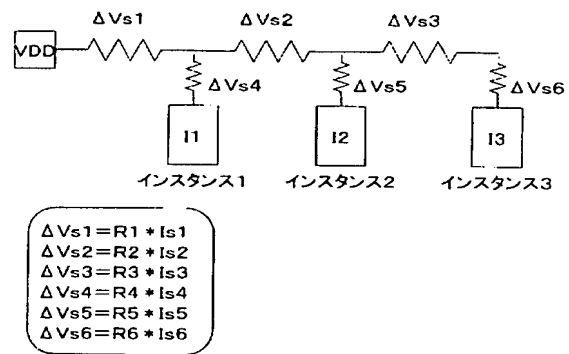 ΔVs1 ΔVs2 ΔVs3
VDD
ΔVs4 ΔVs5 ΔVs6
I1 I2 I3
インスタンス1 インスタンス2 インスタンス3
ΔVs1=R1*Is1
ΔVs2=R2*Is2
ΔVs3=R3*Is3
ΔVs4=R4*Is4
ΔVs5=R5*Is5
ΔVs6=R6*Is6